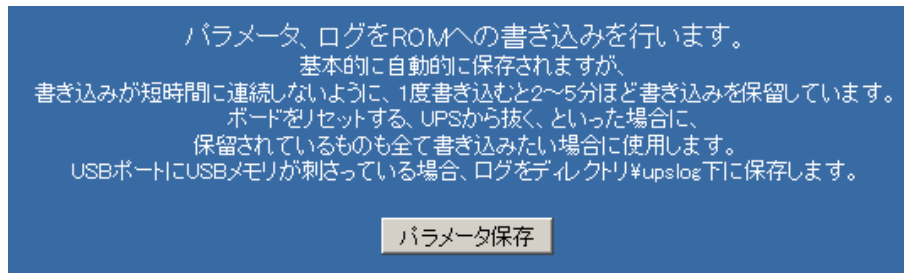 パラメータ、ログをROMへの書き込みを行います。
基本的に自動的に保存されますが、
書き込みが短時間に連続しないように、1度書き込むと2～5分ほど書き込みを保留しています。
ボードをリセットする、UPSから抜く、といった場合に、
保留されているものも全て書き込みたい場合に使用します。
USBポートにUSBメモリが刺さっている場合、ログをディレクトリ¥upslog下に保存します。
パラメータ保存